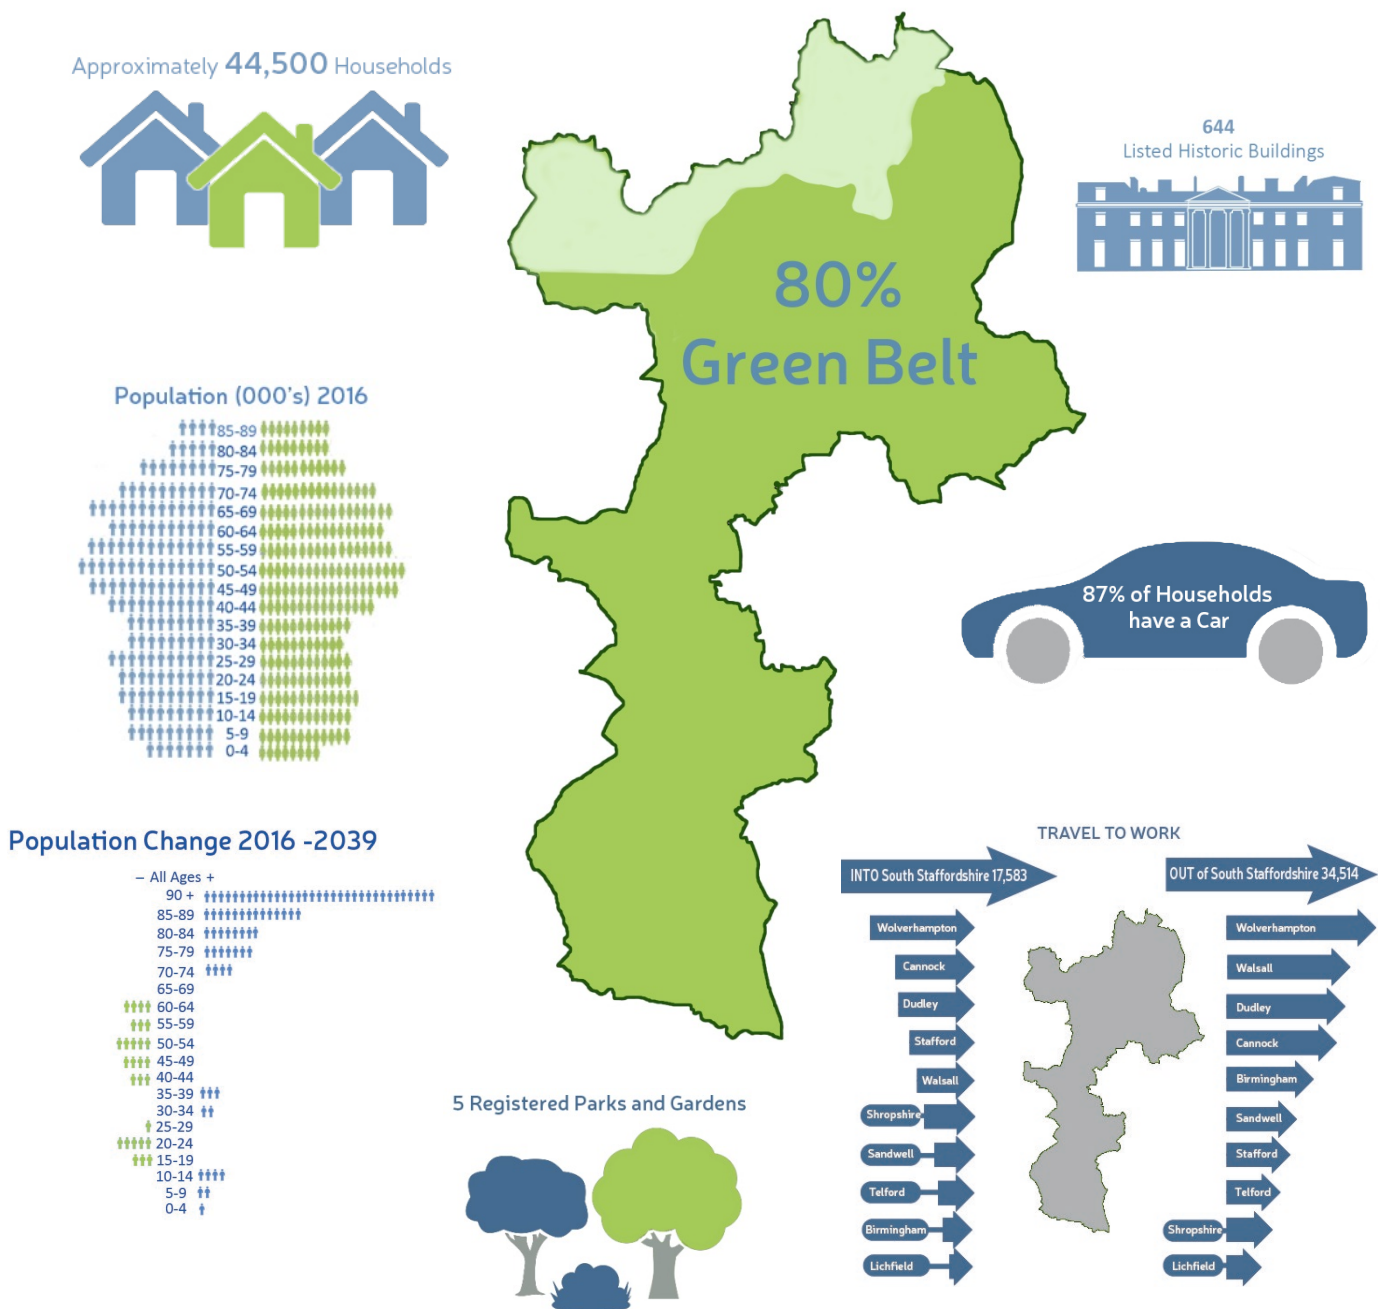 Approximately 44,500 Households
644
Listed Historic Buildings
80%
Green Belt
Population (000's) 2016
85-89
80-84
75-79
70-74
65-69
60-64
55-59
50-54
45-49
40-44
35-39
30-34
25-29
20-24
15-19
10-14
5-9
0-4
87% of Households
have a Car
Population Change 2016 -2039
– All Ages +
90 +
85-89
80-84
75-79
70-74
65-69
60-64
55-59
50-54
45-49
40-44
35-39
30-34
25-29
20-24
15-19
10-14
5-9
0-4
5 Registered Parks and Gardens
TRAVEL TO WORK
INTO South Staffordshire 17,583
Wolverhampton
Cannock
Dudley
Stafford
Walsall
Shropshire
Sandwell
Telford
Birmingham
Lichfield
OUT of South Staffordshire 34,514
Wolverhampton
Walsall
Dudley
Cannock
Birmingham
Sandwell
Stafford
Telford
Shropshire
Lichfield